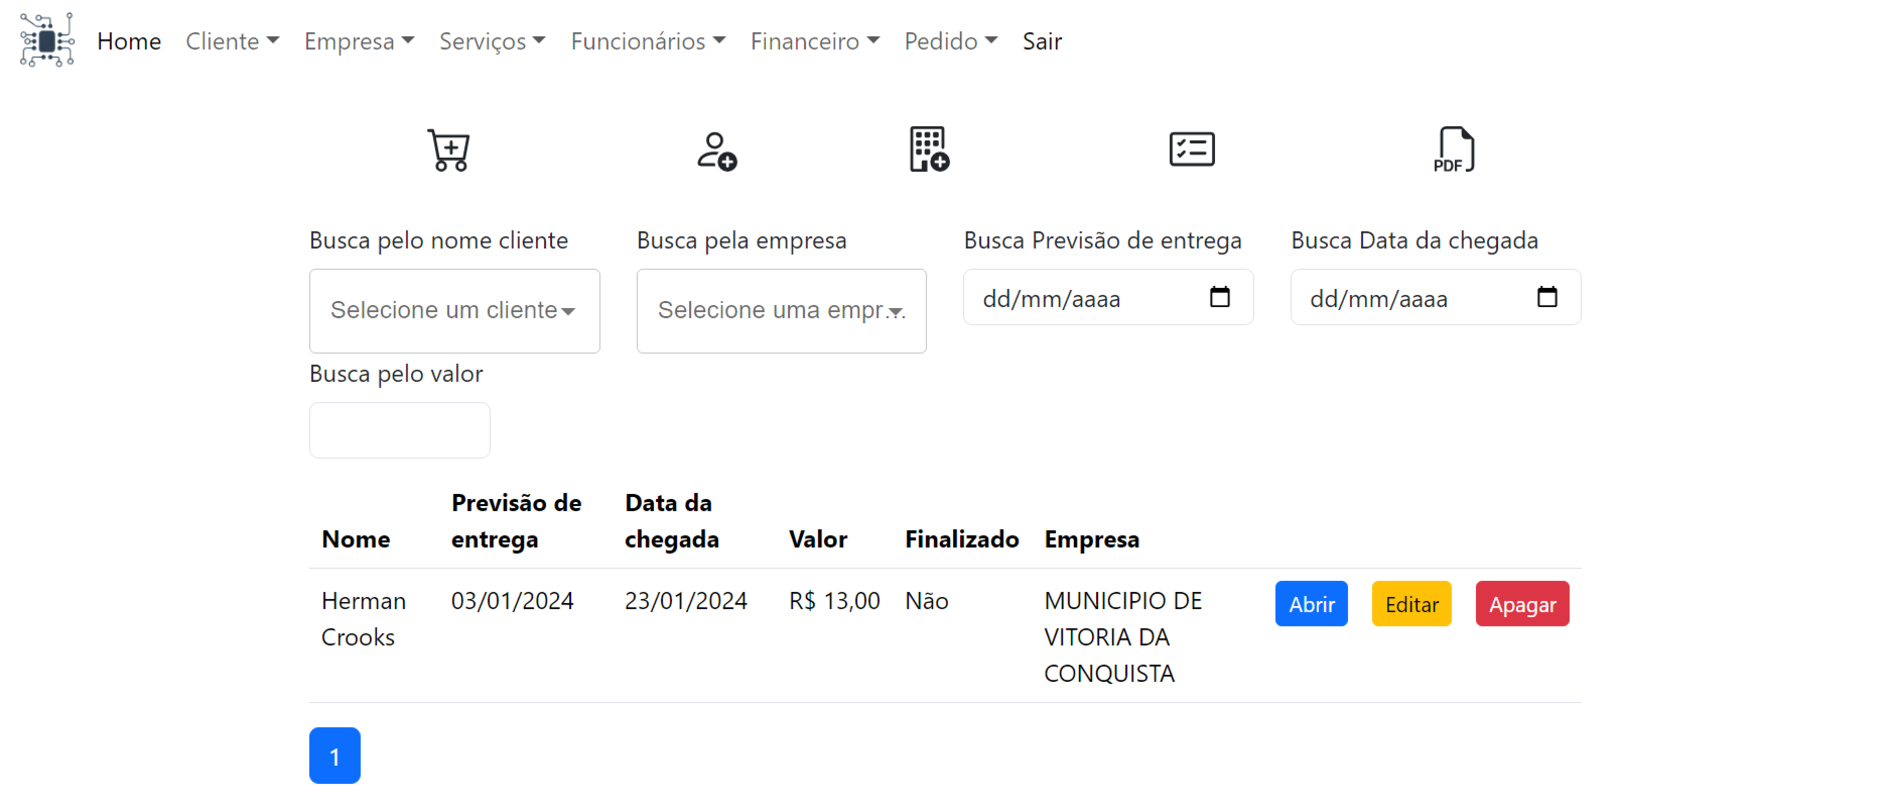 Home Cliente Empresa Serviços Funcionários Financeiro Pedido Sair
PDF
Busca pelo nome cliente
Selecione um cliente
Busca pela empresa
Selecione uma empr...
Busca Previsão de entrega
dd/mm/aaaa
Busca Data da chegada
dd/mm/aaaa
Busca pelo valor
Nome
Previsão de
entrega
Data da
chegada
Valor
Finalizado
Empresa
Herman
Crooks
03/01/2024
23/01/2024
R$ 13,00
Não
MUNICIPIO DE
VITORIA DA
CONQUISTA
Abrir
Editar
Apagar
1